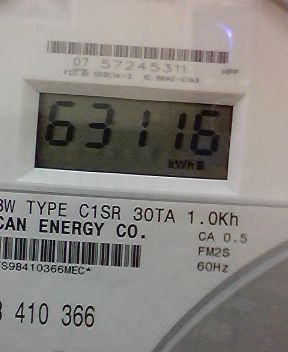 07 57245311
63116
kWh
3W TYPE C1SR 30TA 1.0Kh
CAN ENERGY CO. CA 0.5
FM2S
S98410366MEC* 60Hz
410 366